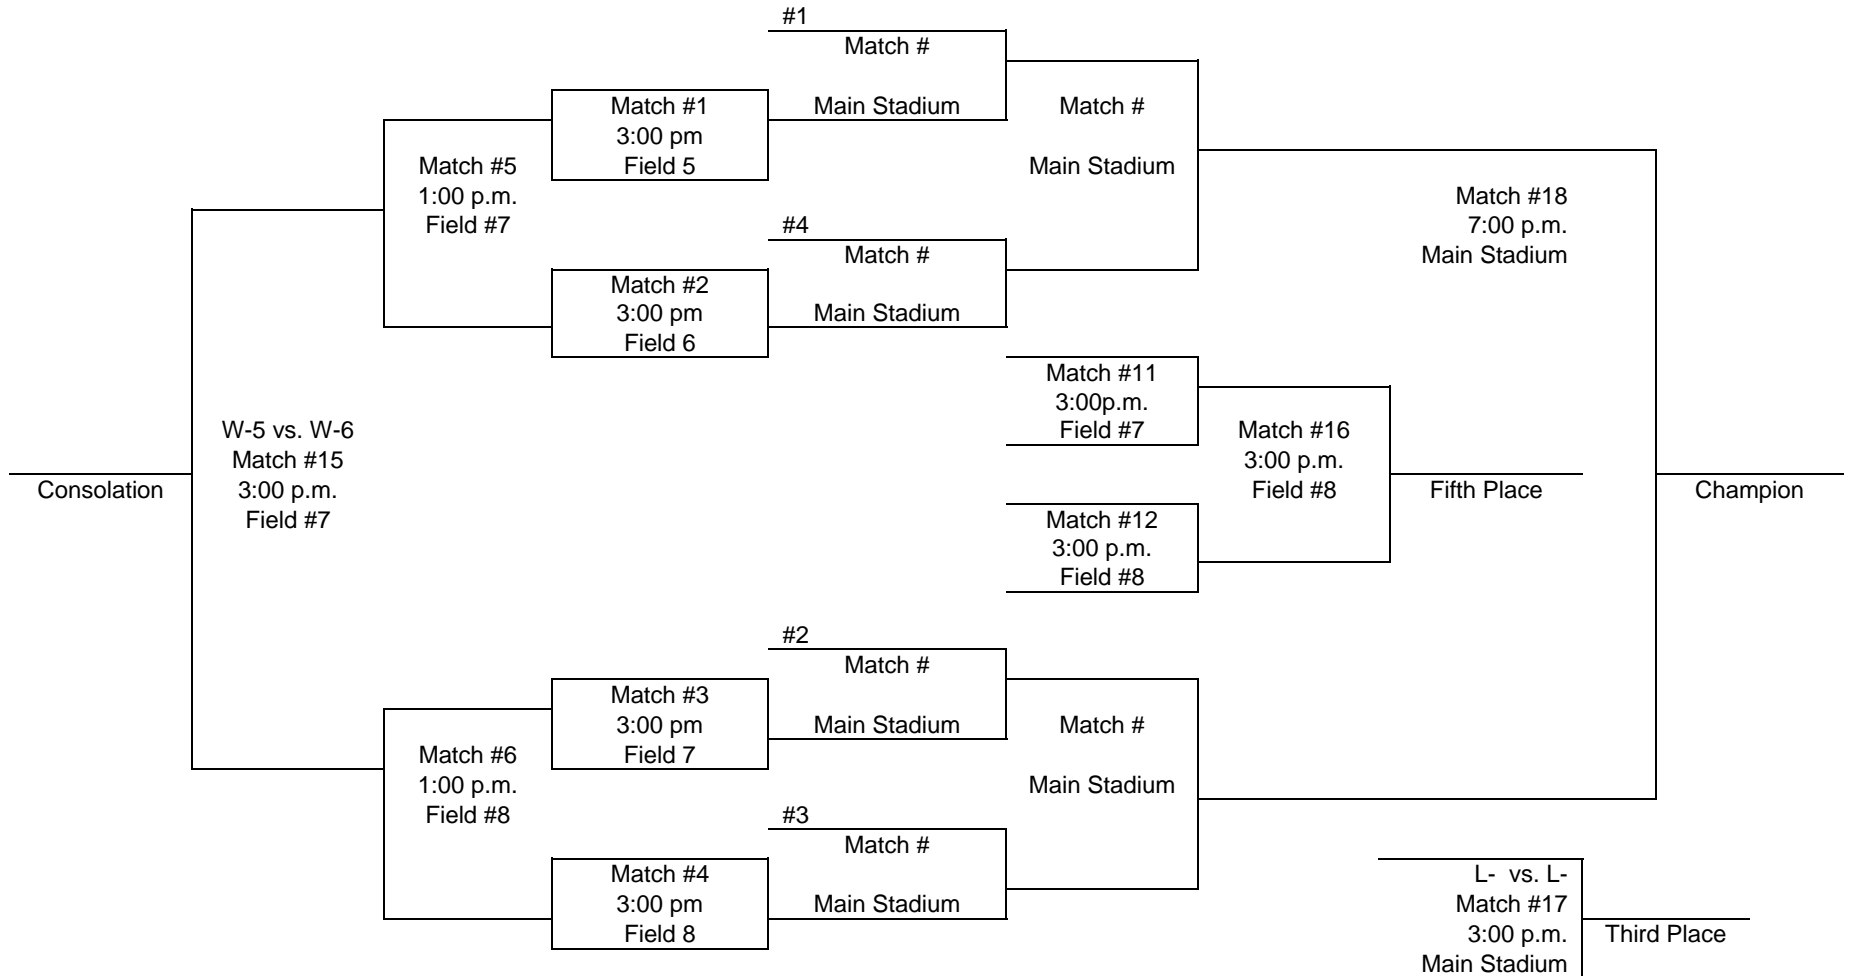 #1
Match #
Main Stadium
Match #1
3:00 pm
Field 5
Match #
Main Stadium
Match #5
1:00 p.m.
Field #7
Match #18
7:00 p.m.
Main Stadium
#4
Match #
Main Stadium
Match #2
3:00 pm
Field 6
Match #11
3:00p.m.
Field #7
W-5 vs. W-6
Match #15
3:00 p.m.
Field #7
Consolation
Match #16
3:00 p.m.
Field #8
Fifth Place
Champion
Match #12
3:00 p.m.
Field #8
#2
Match #
Main Stadium
Match #3
3:00 pm
Field 7
Match #
Main Stadium
Match #6
1:00 p.m.
Field #8
#3
Match #
Main Stadium
Match #4
3:00 pm
Field 8
L-  vs. L-
Match #17
3:00 p.m.
Main Stadium
Third Place